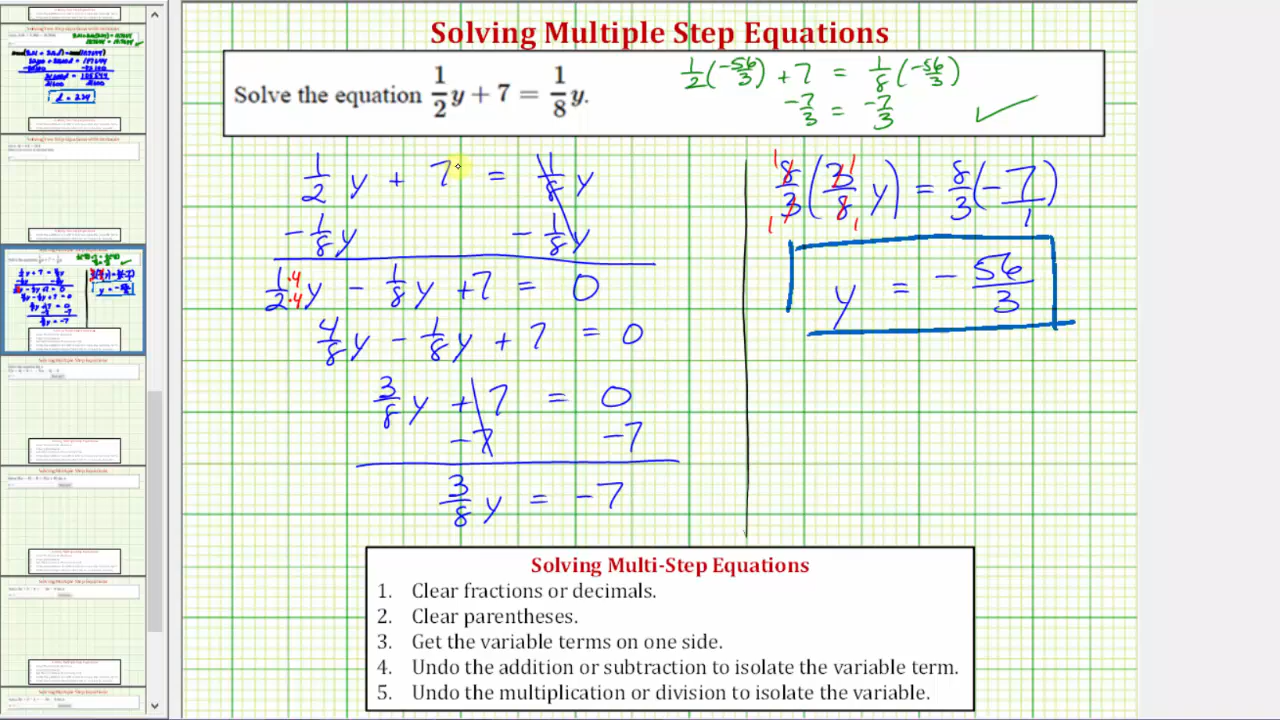 Solving Multiple Step Equations
Solve the equation 1/2 y + 7 = 1/8 y.
1/2 (-56/3) + 7 = 1/8 (-56/3)
-7/3 = -7/3 ✓
1/2 y + 7 = 1/8 y
- 1/8 y - 1/8 y
1·4/2·4 y - 1/8 y + 7 = 0
4/8 y - 1/8 y + 7 = 0
3/8 y + 7 = 0
- 7 - 7
3/8 y = -7
1 1 1 1
8/3 (3/8 y) = 8/3 (-7/1)
y = -56/3
Solving Multi-Step Equations
1. Clear fractions or decimals.
2. Clear parentheses.
3. Get the variable terms on one side.
4. Undo the addition or subtraction to isolate the variable term.
5. Undo the multiplication or division to isolate the variable.